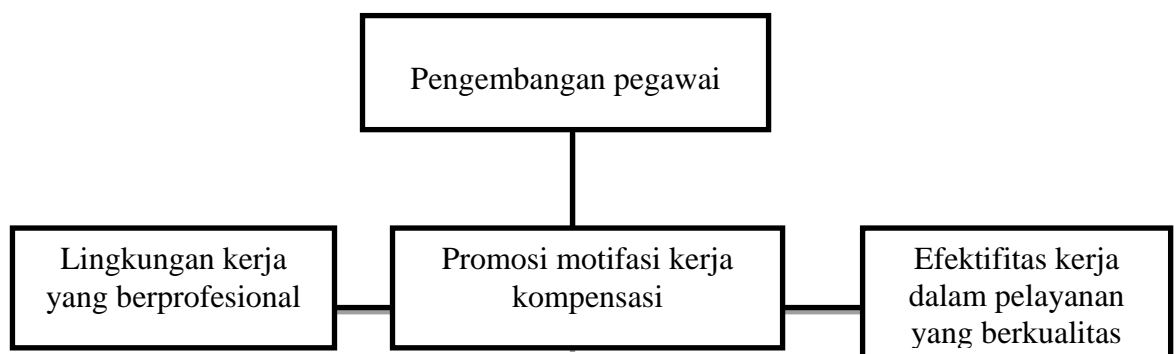 Pengembangan pegawai
Lingkungan kerja
yang berprofesional
Promosi motifasi kerja
kompensasi
Efektifitas kerja
dalam pelayanan
yang berkualitas